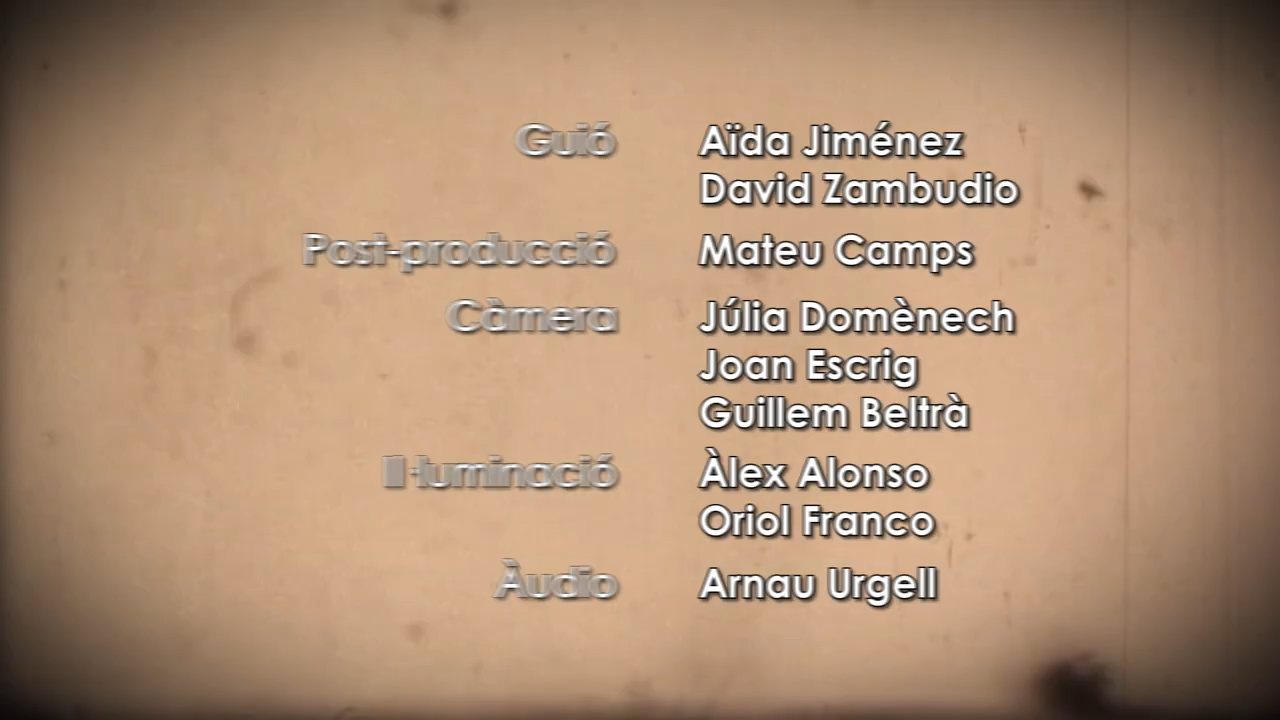 Guió Aïda Jiménez
David Zambudio
Post-producció Mateu Camps
Càmera Júlia Domènech
Joan Escrig
Guillem Beltrà
Il·luminació Àlex Alonso
Oriol Franco
Àudio Arnau Urgell